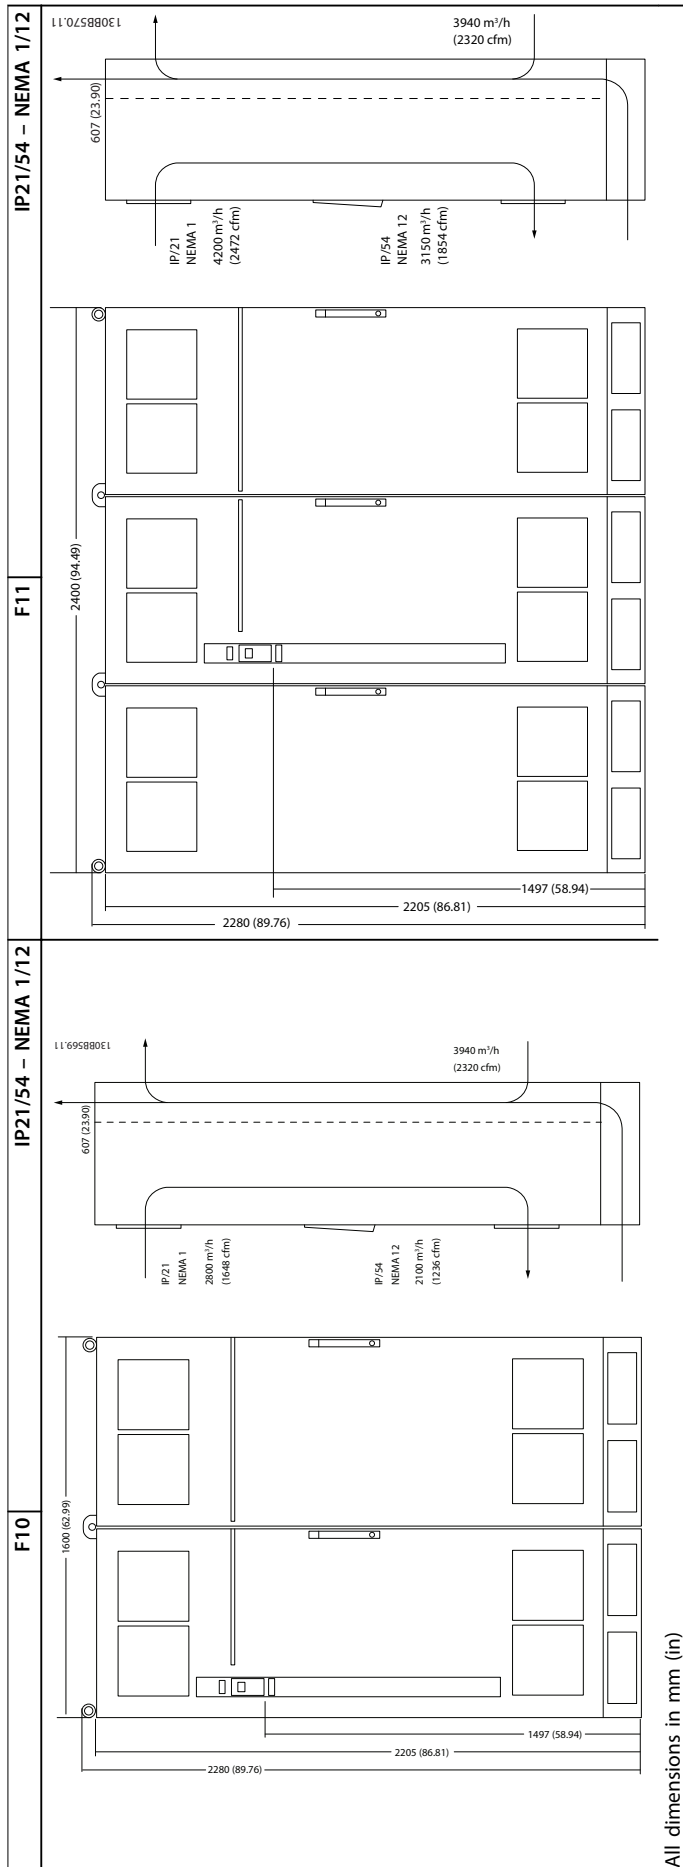 F10
IP21/54 – NEMA 1/12
F11
IP21/54 – NEMA 1/12
130BB569.11
1600 (62.99)
2280 (89.76)
2205 (86.81)
1497 (58.94)
607 (23.90)
IP/21
NEMA 1
2800 m³/h
(1648 cfm)
IP/54
NEMA 12
2100 m³/h
(1236 cfm)
3940 m³/h
(2320 cfm)
130BB570.11
2400 (94.49)
2280 (89.76)
2205 (86.81)
1497 (58.94)
607 (23.90)
IP/21
NEMA 1
4200 m³/h
(2472 cfm)
IP/54
NEMA 12
3150 m³/h
(1854 cfm)
3940 m³/h
(2320 cfm)
All dimensions in mm (in)